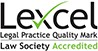 Lexcel
Legal Practice Quality Mark
Law Society Accredited